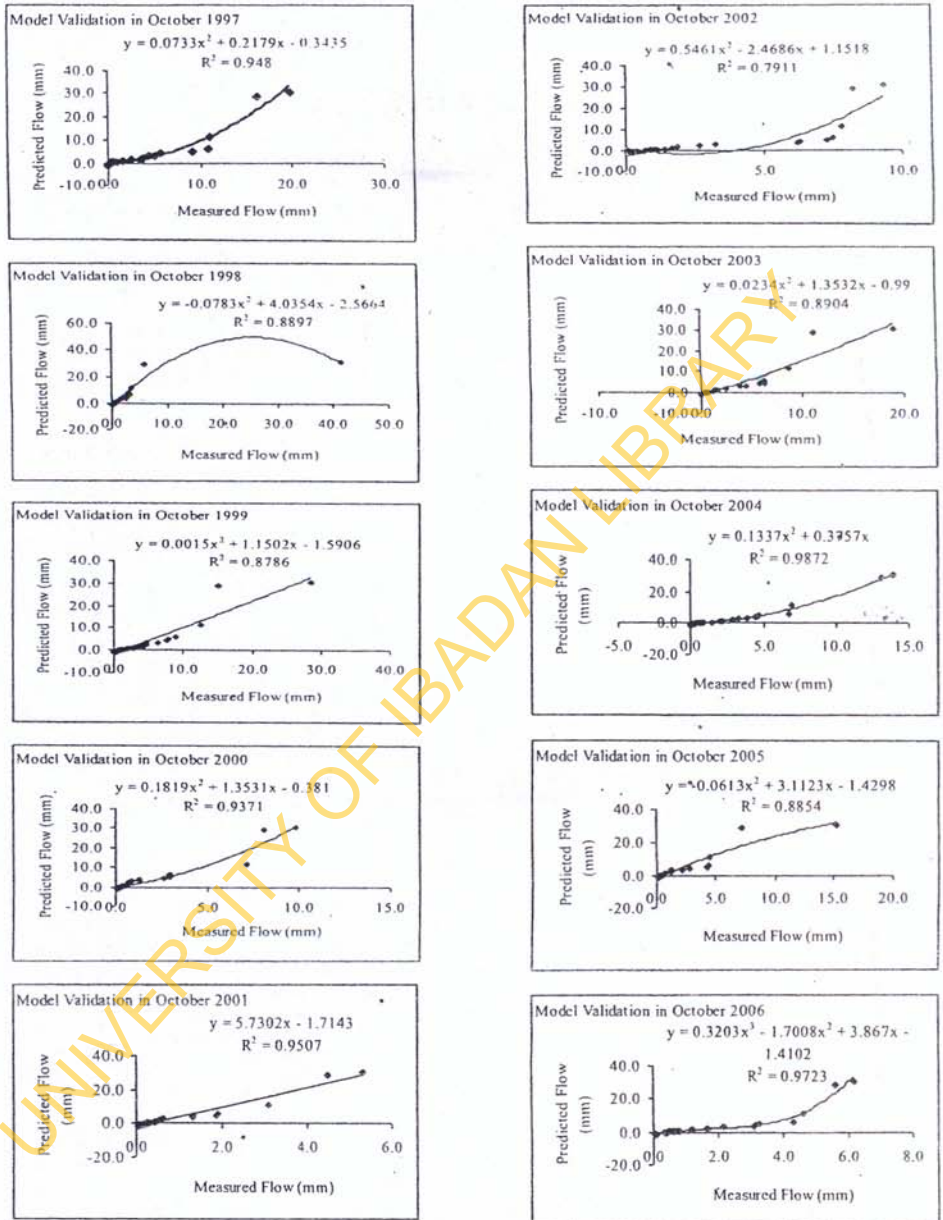 Model Validation in October 1997
y = 0.0733x² + 0.2179x - 0.3435
R² = 0.948
40.0
30.0
20.0
10.0
0.0
-10.0
0.0
10.0
20.0
30.0
Predicted Flow (mm)
Measured Flow (mm)
Model Validation in October 1998
y = -0.0783x² + 4.0354x - 2.5664
R² = 0.8897
60.0
40.0
20.0
0.0
-20.0
0.0
10.0
20.0
30.0
40.0
50.0
Predicted Flow (mm)
Measured Flow (mm)
Model Validation in October 1999
y = 0.0015x² + 1.1502x - 1.5906
R² = 0.8786
40.0
30.0
20.0
10.0
0.0
-10.0
0.0
10.0
20.0
30.0
40.0
Predicted Flow (mm)
Measured Flow (mm)
Model Validation in October 2000
y = 0.1819x² + 1.3531x - 0.381
R² = 0.9371
40.0
30.0
20.0
10.0
0.0
-10.0
0.0
5.0
10.0
15.0
Predicted Flow (mm)
Measured Flow (mm)
Model Validation in October 2001
y = 5.7302x - 1.7143
R² = 0.9507
40.0
20.0
0.0
-20.0
0.0
2.0
4.0
6.0
Predicted Flow
(mm)
Measured Flow (mm)
Model Validation in October 2002
y = 0.5461x² - 2.4686x + 1.1518
R² = 0.7911
40.0
30.0
20.0
10.0
0.0
-10.0
0.0
5.0
10.0
Predicted Flow (mm)
Measured Flow (mm)
Model Validation in October 2003
y = 0.0234x² + 1.3532x - 0.99
R² = 0.8904
40.0
30.0
20.0
10.0
0.0
-10.0
-10.0
0.0
10.0
20.0
Predicted Flow (mm)
Measured Flow (mm)
Model Validation in October 2004
y = 0.1337x² + 0.3757x
R² = 0.9872
40.0
20.0
0.0
-20.0
-5.0
0.0
5.0
10.0
15.0
Predicted Flow
(mm)
Measured Flow (mm)
Model Validation in October 2005
y = -0.0613x² + 3.1123x - 1.4298
R² = 0.8854
40.0
20.0
0.0
-20.0
0.0
5.0
10.0
15.0
20.0
Predicted Flow
(mm)
Measured Flow (mm)
Model Validation in October 2006
y = 0.3203x³ - 1.7008x² + 3.867x -
1.4102
R² = 0.9723
40.0
20.0
0.0
-20.0
0.0
2.0
4.0
6.0
8.0
Predicted Flow
(mm)
Measured Flow (mm)
UNIVERSITY OF IBADAN LIBRARY